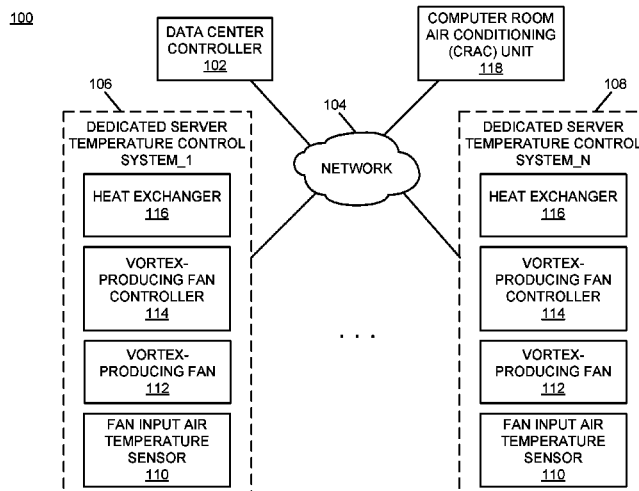 100
DATA CENTER
CONTROLLER
102
COMPUTER ROOM
AIR CONDITIONING
(CRAC) UNIT
118
106
104
108
NETWORK
DEDICATED SERVER
TEMPERATURE CONTROL
SYSTEM_1
HEAT EXCHANGER
116
VORTEX-
PRODUCING FAN
CONTROLLER
114
VORTEX-
PRODUCING FAN
112
FAN INPUT AIR
TEMPERATURE
SENSOR
110
. . .
DEDICATED SERVER
TEMPERATURE CONTROL
SYSTEM_N
HEAT EXCHANGER
116
VORTEX-
PRODUCING FAN
CONTROLLER
114
VORTEX-
PRODUCING FAN
112
FAN INPUT AIR
TEMPERATURE
SENSOR
110